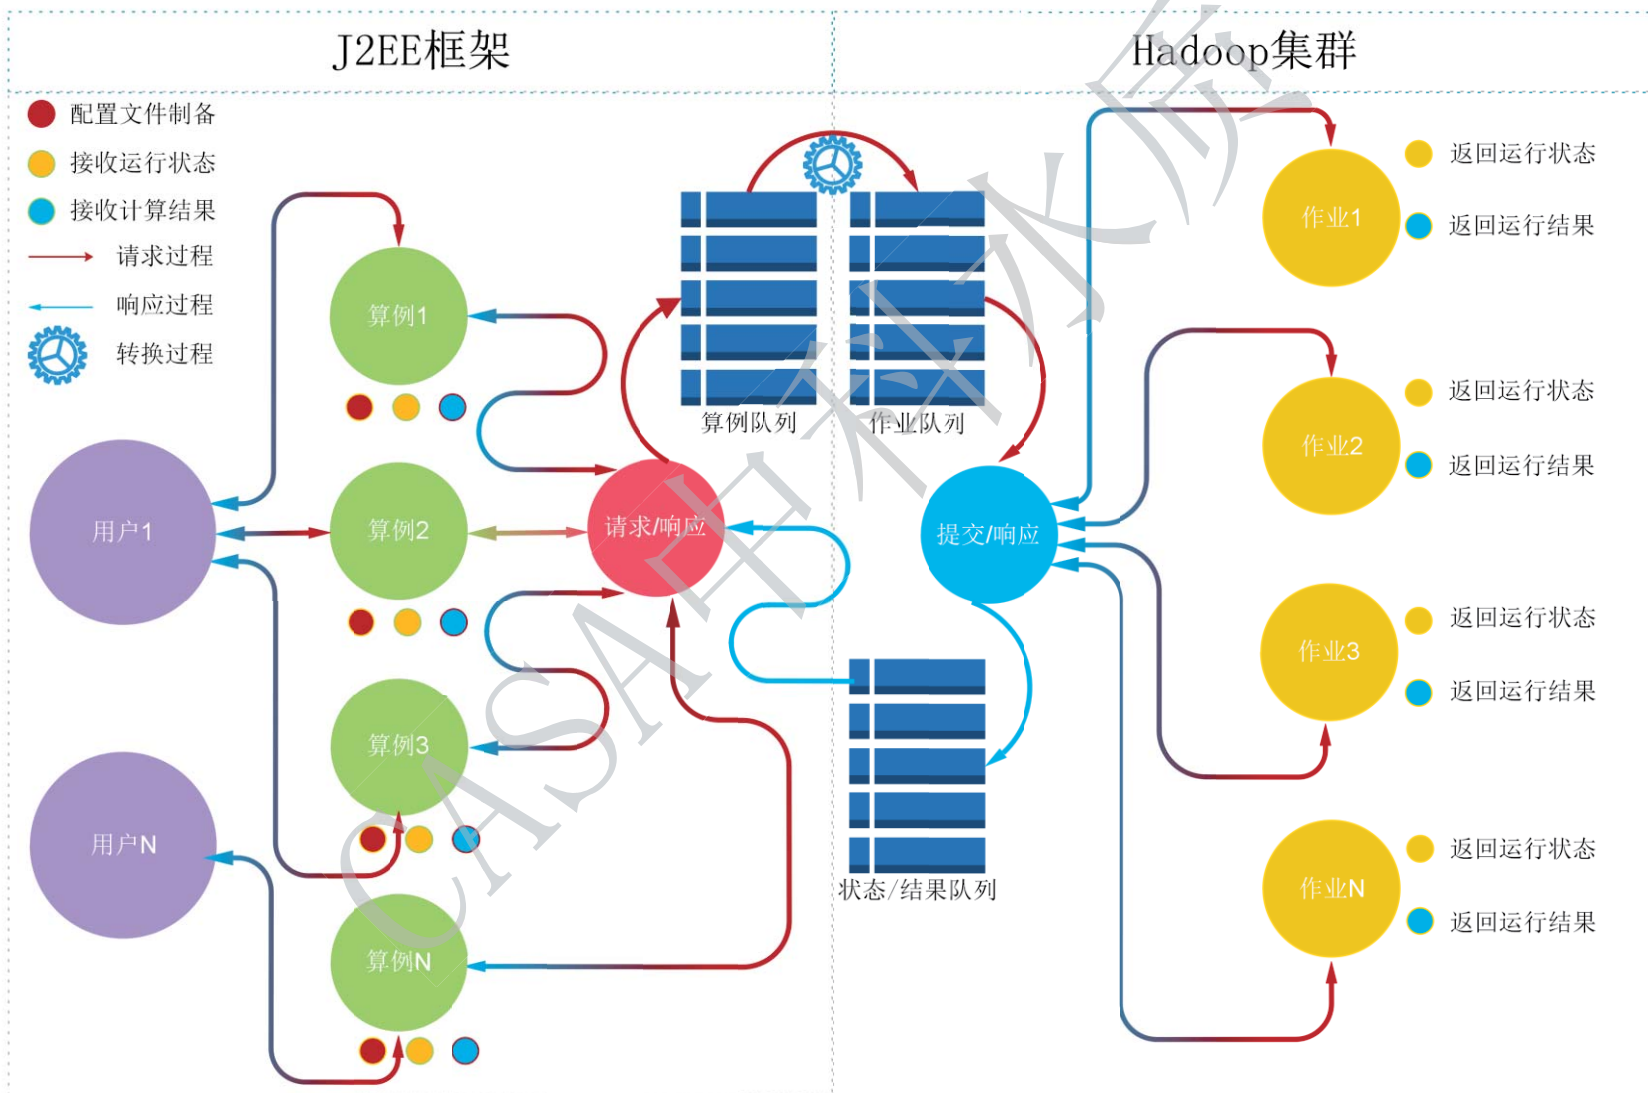 J2EE框架
Hadoop集群
配置文件制备
接收运行状态
接收计算结果
请求过程
响应过程
转换过程
用户1
用户N
算例1
算例2
算例3
算例N
请求/响应
算例队列
作业队列
提交/响应
状态/结果队列
作业1
返回运行状态
返回运行结果
作业2
返回运行状态
返回运行结果
作业3
返回运行状态
返回运行结果
作业N
返回运行状态
返回运行结果
CASA中科水质